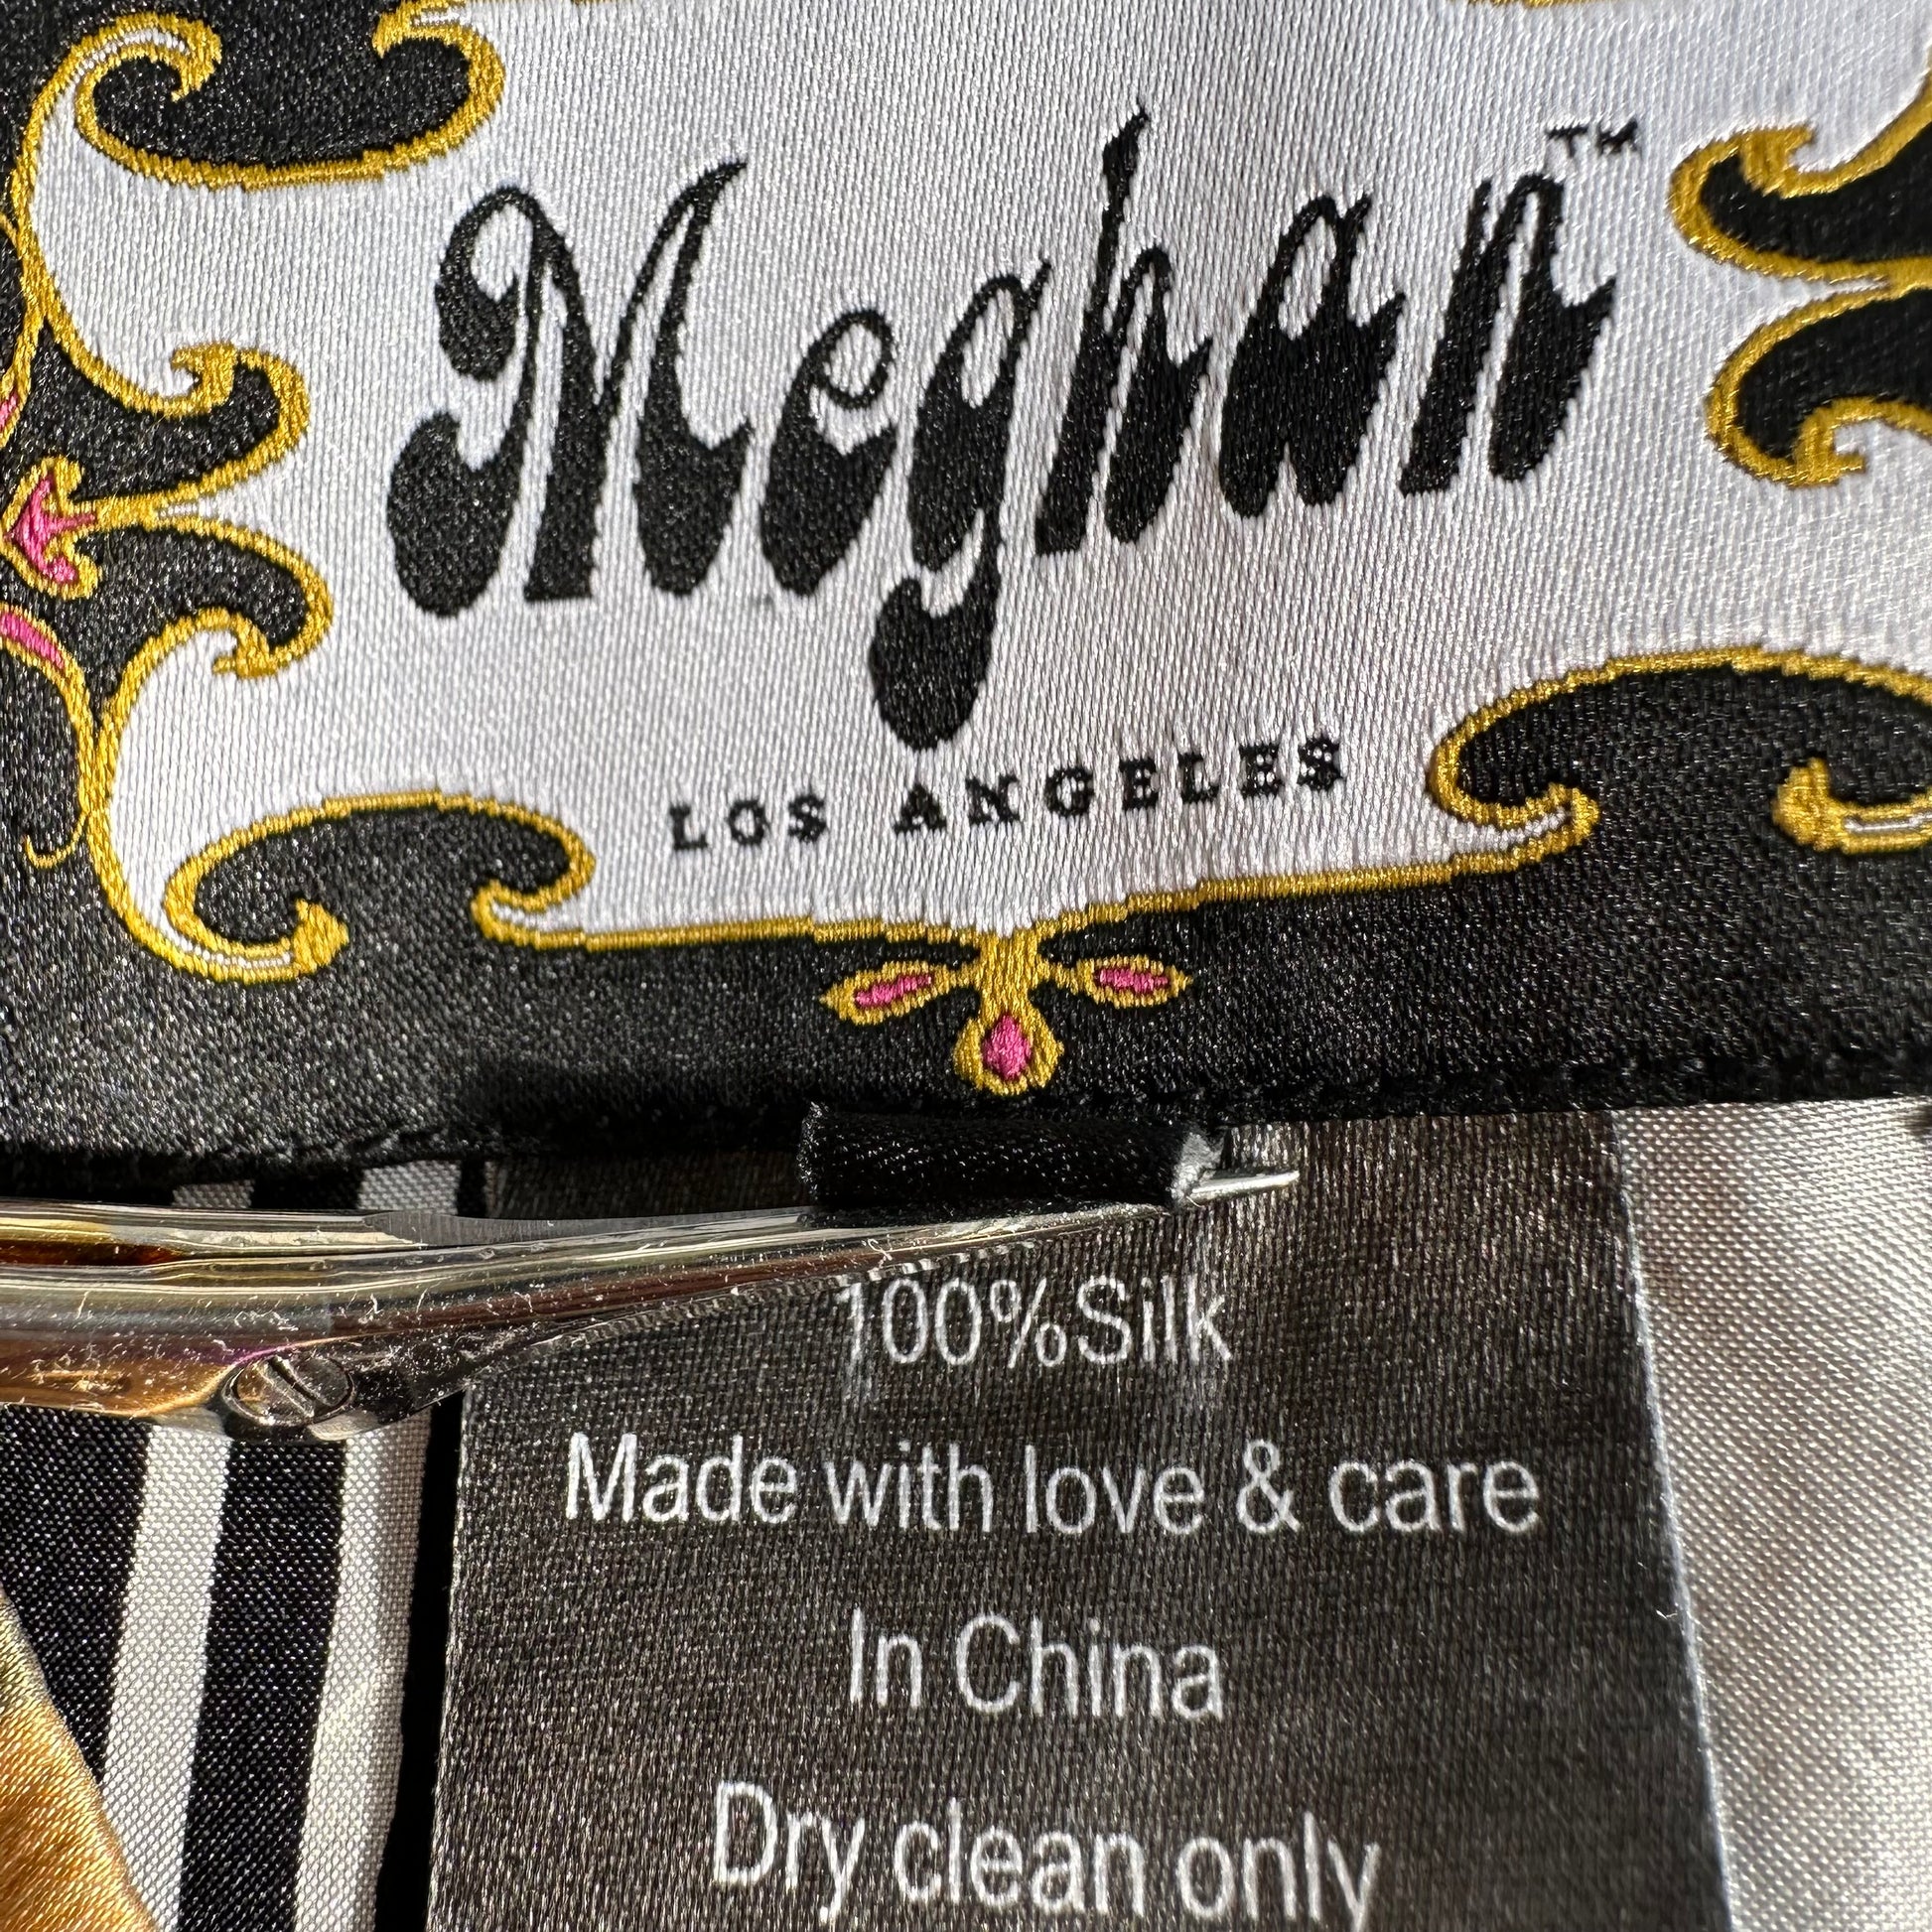 Meghan™
LOS ANGELES
100%Silk
Made with love & care
In China
Dry clean only